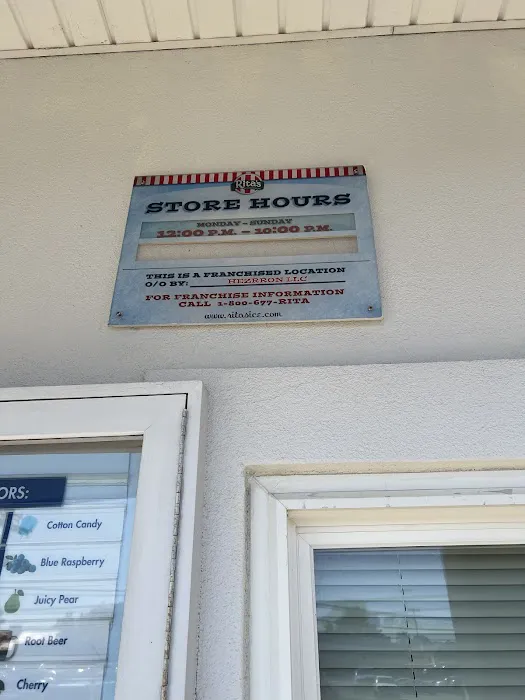 Rita's
STORE HOURS
MONDAY - SUNDAY
12:00 P.M. - 10:00 P.M.
THIS IS A FRANCHISED LOCATION
O/O BY: HEZRRON LLC
FOR FRANCHISE INFORMATION
CALL 1-800-677-RITA
www.ritasice.com
ORS:
Cotton Candy
Blue Raspberry
Juicy Pear
Root Beer
Cherry